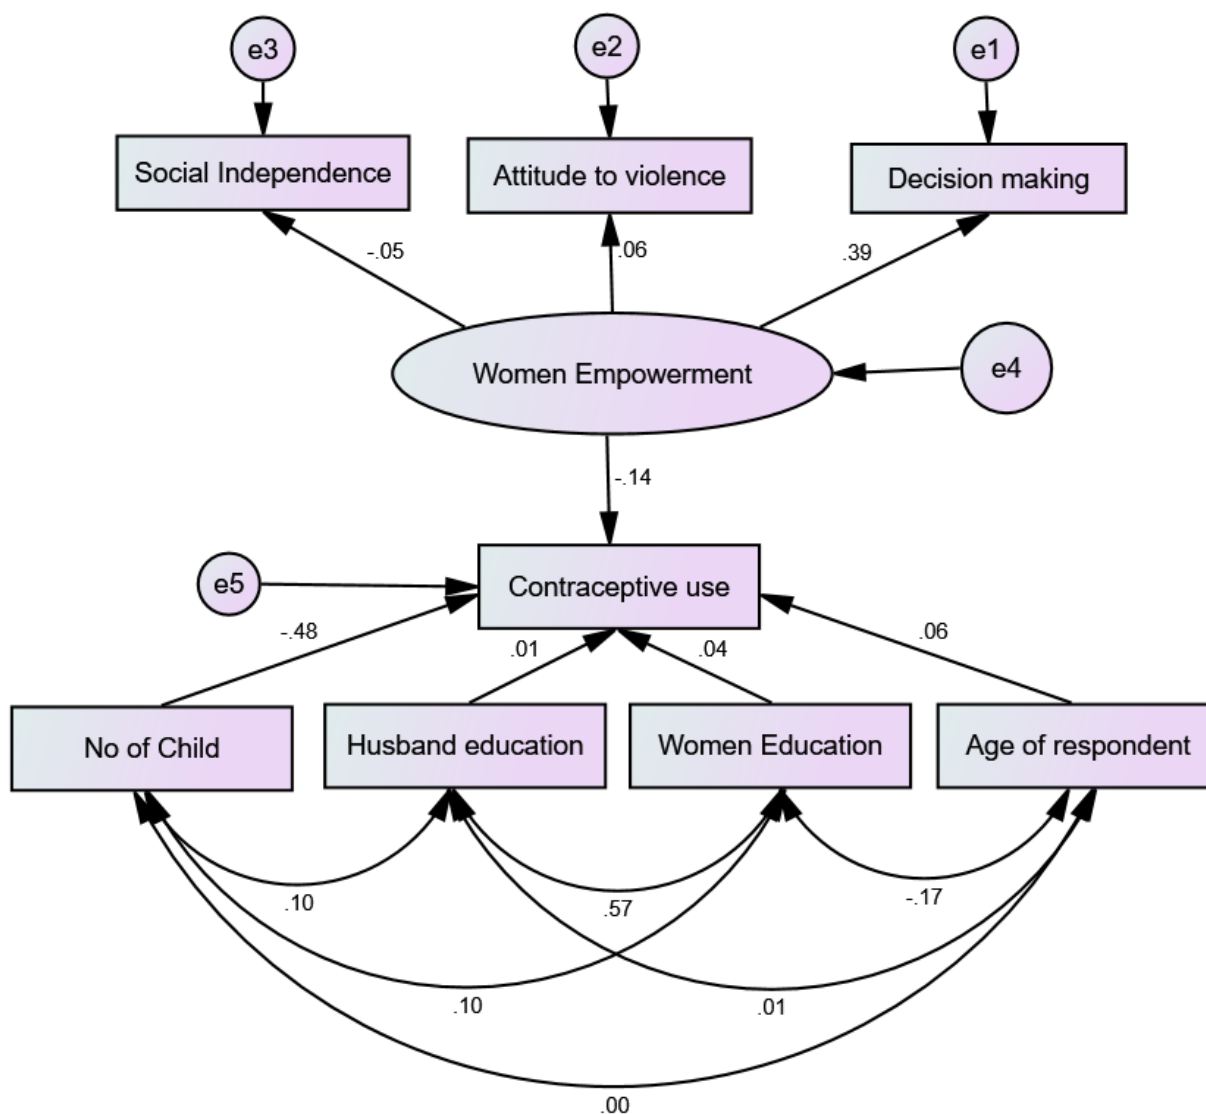 e3
e2
e1
Social Independence
Attitude to violence
Decision making
-.05
.06
.39
Women Empowerment
e4
-.14
e5
Contraceptive use
-.48
.01
.04
.06
No of Child
Husband education
Women Education
Age of respondent
.10
.57
-.17
.10
.01
.00